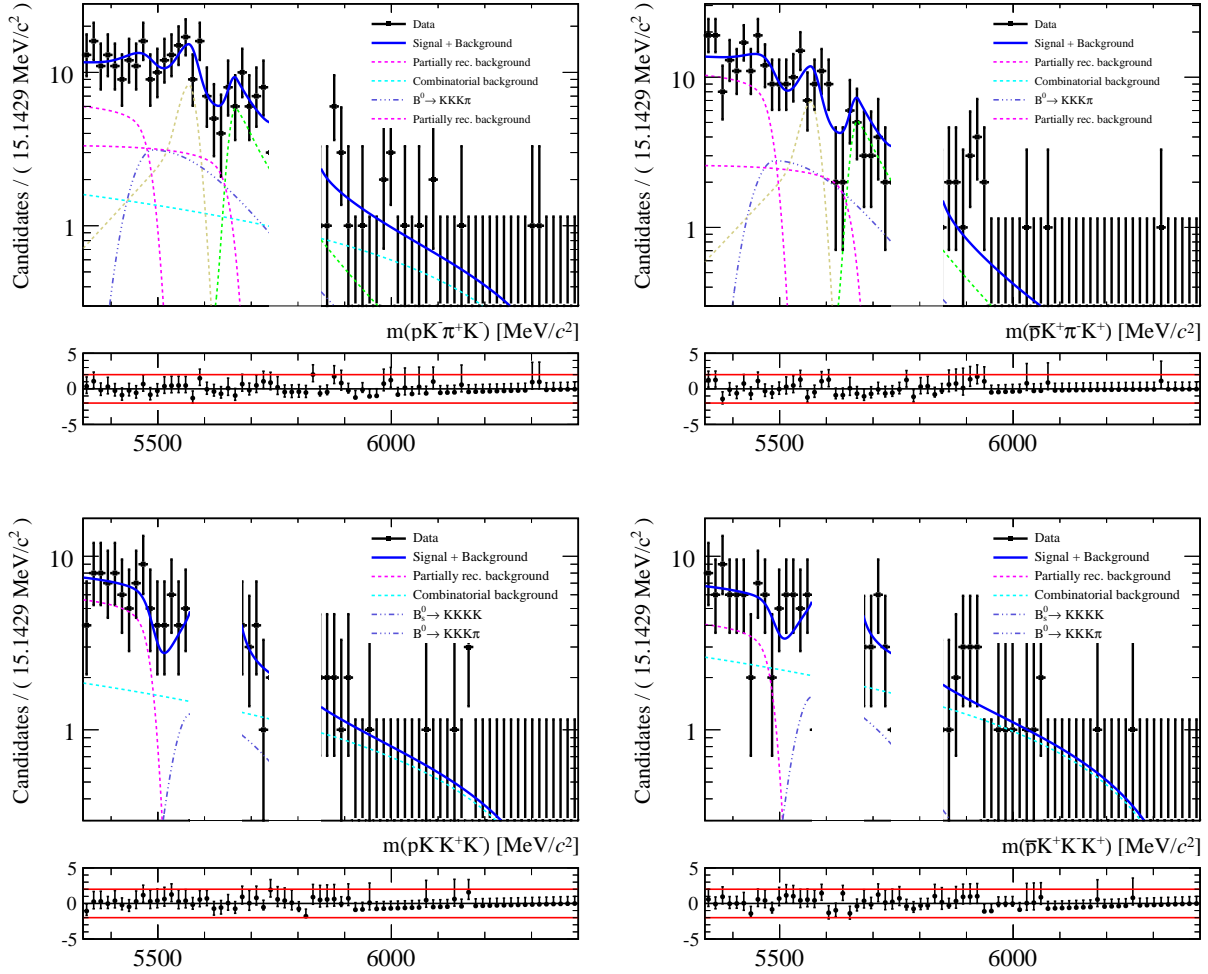 Candidates / ( 15.1429 MeV/c² )
10
1
Data
Signal + Background
Partially rec. background
Combinatorial background
B⁰→ KKKπ
Partially rec. background
m(pK⁻π⁺K⁻) [MeV/c²]
5
0
-5
5500
6000
Candidates / ( 15.1429 MeV/c² )
10
1
Data
Signal + Background
Partially rec. background
Combinatorial background
B⁰→ KKKπ
Partially rec. background
m(p̅K⁺π⁻K⁺) [MeV/c²]
5
0
-5
5500
6000
Candidates / ( 15.1429 MeV/c² )
10
1
Data
Signal + Background
Partially rec. background
Combinatorial background
B⁰ₛ→ KKKK
B⁰→ KKKπ
m(pK⁻K⁺K⁻) [MeV/c²]
5
0
-5
5500
6000
Candidates / ( 15.1429 MeV/c² )
10
1
Data
Signal + Background
Partially rec. background
Combinatorial background
B⁰ₛ→ KKKK
B⁰→ KKKπ
m(p̅K⁺K⁻K⁺) [MeV/c²]
5
0
-5
5500
6000